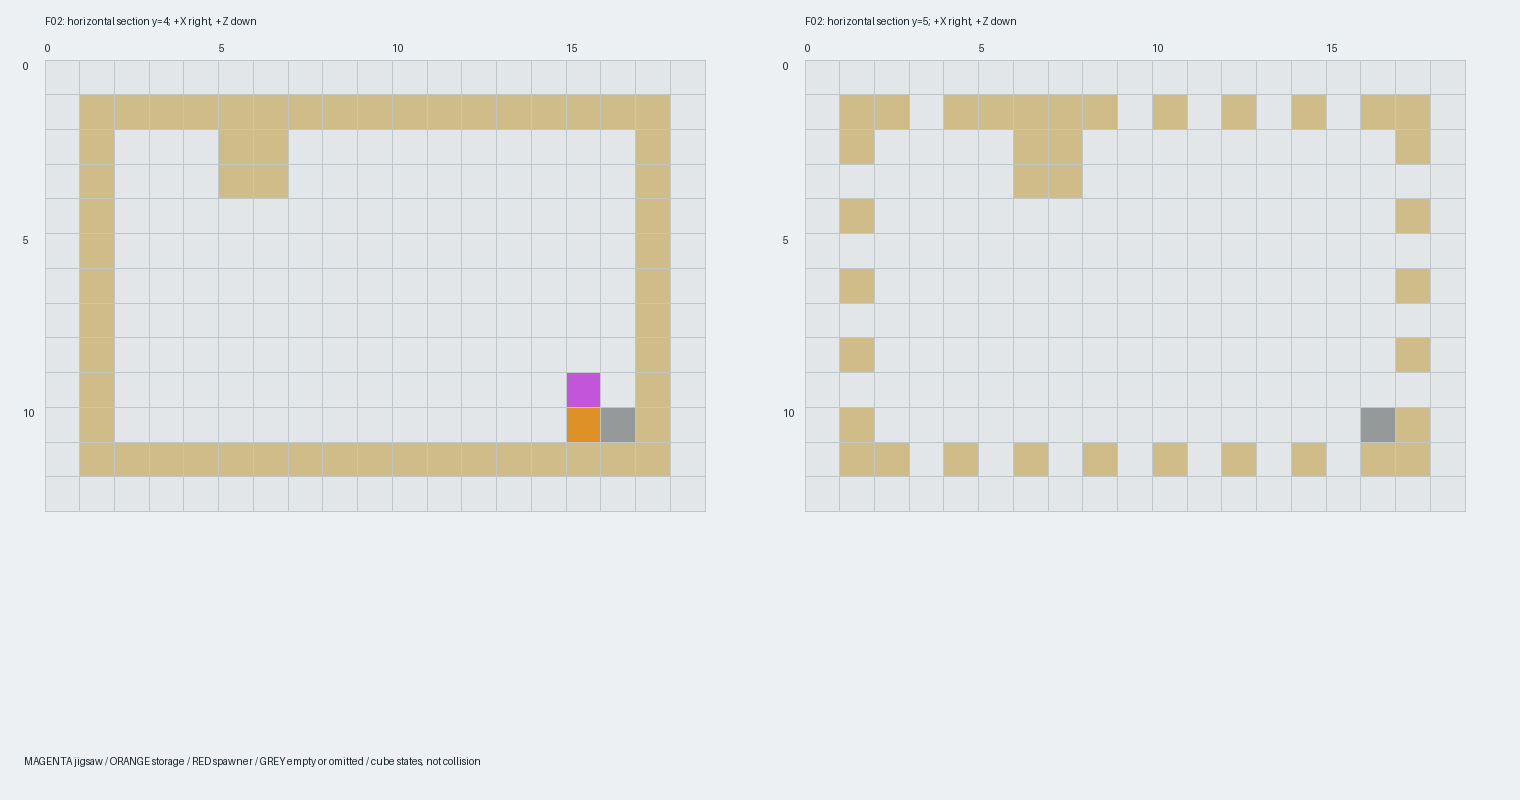 F02: horizontal section y=4; +X right, +Z down
F02: horizontal section y=5; +X right, +Z down
0 5 10 15
0 5 10 15
0
0
5
5
10
10
MAGENTA jigsaw / ORANGE storage / RED spawner / GREY empty or omitted / cube states, not collision